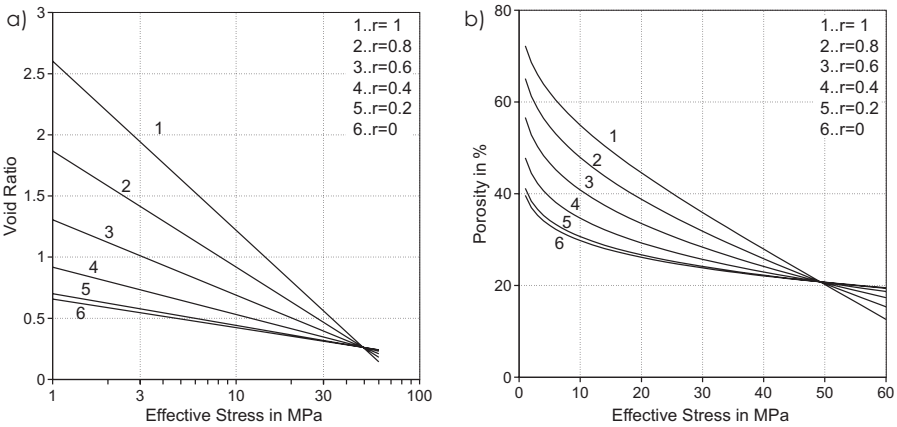 a)
3
2.5
2
1.5
1
0.5
0
Void Ratio
1..r= 1
2..r=0.8
3..r=0.6
4..r=0.4
5..r=0.2
6..r=0
1
2
3
4
5
6
1 3 10 30 100
Effective Stress in MPa
b)
80
60
40
20
0
Porosity in %
1..r= 1
2..r=0.8
3..r=0.6
4..r=0.4
5..r=0.2
6..r=0
1
2
3
4
5
6
0 10 20 30 40 50 60
Effective Stress in MPa